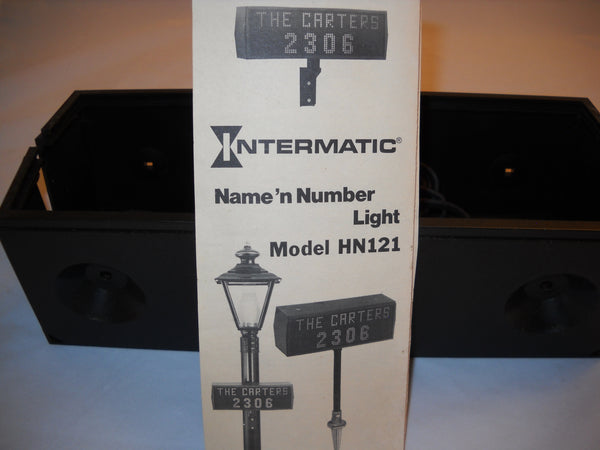 THE CARTERS
2306
INTERMATIC®
Name 'n Number
Light
Model HN121
THE CARTERS
2306
THE CARTERS
2306